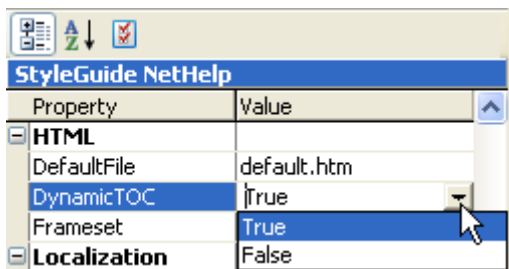 StyleGuide NetHelp
Property Value
HTML
DefaultFile default.htm
DynamicTOC True
Frameset True
Localization False